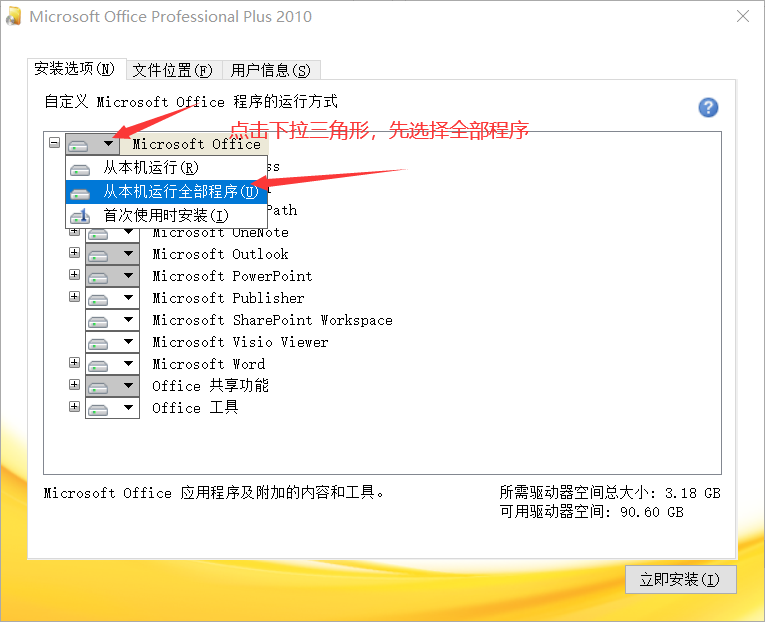 Microsoft Office Professional Plus 2010
安装选项(N) 文件位置(F) 用户信息(S)
自定义 Microsoft Office 程序的运行方式
点击下拉三角形，先选择全部程序
Microsoft Office
从本机运行(R)
从本机运行全部程序(U)
Path
首次使用时安装(I)
Microsoft OneNote
Microsoft Outlook
Microsoft PowerPoint
Microsoft Publisher
Microsoft SharePoint Workspace
Microsoft Visio Viewer
Microsoft Word
Office 共享功能
Office 工具
Microsoft Office 应用程序及附加的内容和工具。
所需驱动器空间总大小: 3.18 GB
可用驱动器空间: 90.60 GB
立即安装(I)